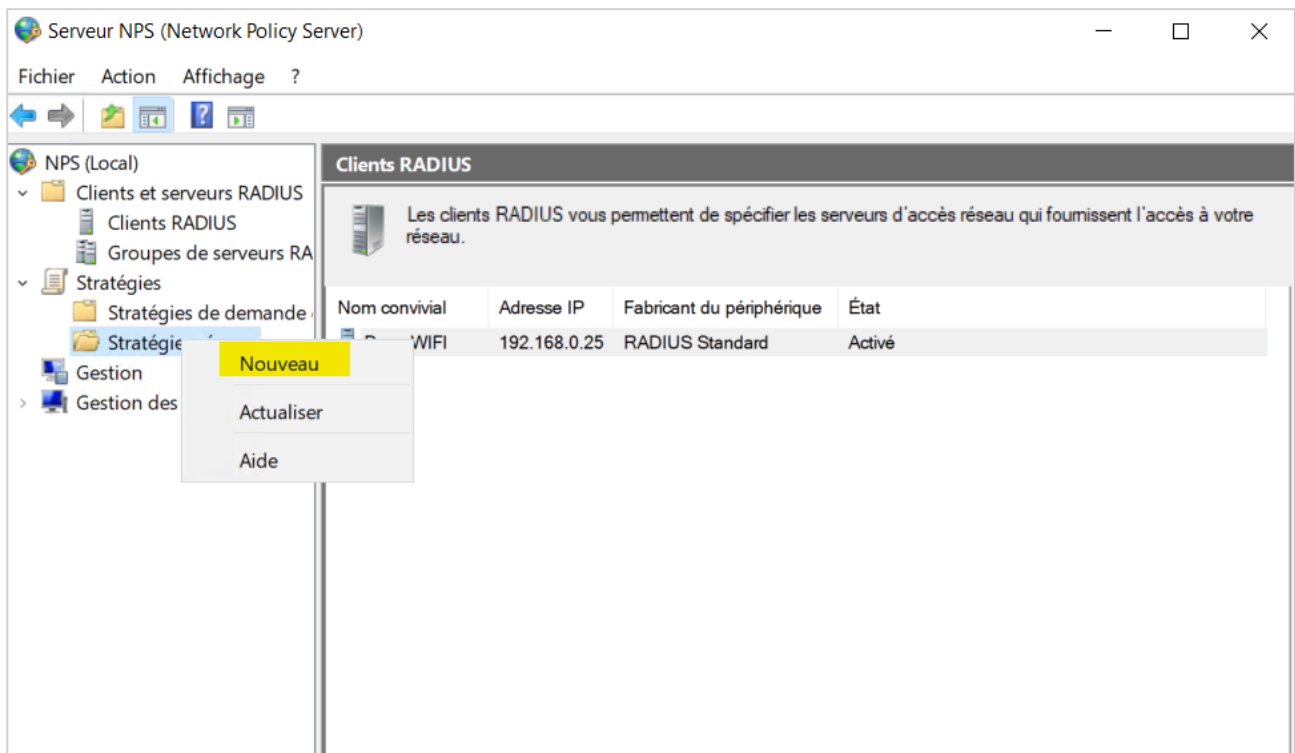 Serveur NPS (Network Policy Server)
Fichier Action Affichage ?
NPS (Local)
Clients et serveurs RADIUS
Clients RADIUS
Groupes de serveurs RA
Stratégies
Stratégies de demande
Stratégie
Gestion
Gestion des
Nouveau
Actualiser
Aide
Clients RADIUS
Les clients RADIUS vous permettent de spécifier les serveurs d'accès réseau qui fournissent l'accès à votre
réseau.
Nom convivial Adresse IP Fabricant du périphérique État
WIFI 192.168.0.25 RADIUS Standard Activé